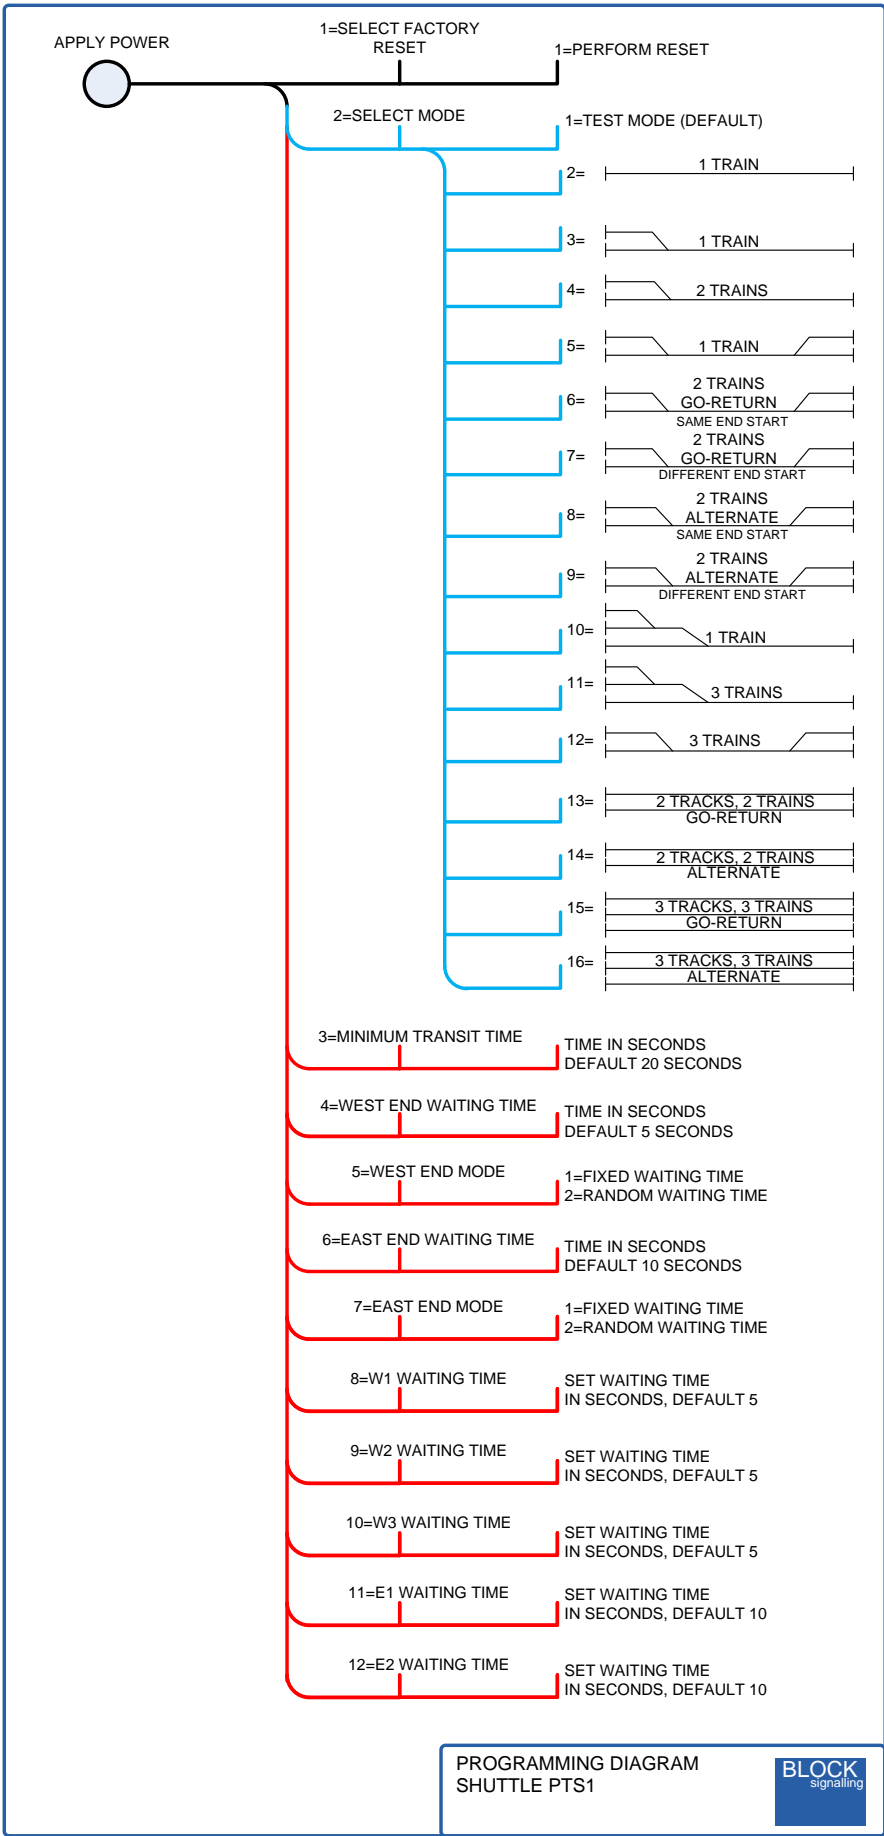 APPLY POWER
1=SELECT FACTORY
RESET
1=PERFORM RESET
2=SELECT MODE
1=TEST MODE (DEFAULT)
2=
1 TRAIN
3=
1 TRAIN
4=
2 TRAINS
5=
1 TRAIN
6=
2 TRAINS
GO-RETURN
SAME END START
7=
2 TRAINS
GO-RETURN
DIFFERENT END START
8=
2 TRAINS
ALTERNATE
SAME END START
9=
2 TRAINS
ALTERNATE
DIFFERENT END START
10=
1 TRAIN
11=
3 TRAINS
12=
3 TRAINS
13=
2 TRACKS, 2 TRAINS
GO-RETURN
14=
2 TRACKS, 2 TRAINS
ALTERNATE
15=
3 TRACKS, 3 TRAINS
GO-RETURN
16=
3 TRACKS, 3 TRAINS
ALTERNATE
3=MINIMUM TRANSIT TIME
TIME IN SECONDS
DEFAULT 20 SECONDS
4=WEST END WAITING TIME
TIME IN SECONDS
DEFAULT 5 SECONDS
5=WEST END MODE
1=FIXED WAITING TIME
2=RANDOM WAITING TIME
6=EAST END WAITING TIME
TIME IN SECONDS
DEFAULT 10 SECONDS
7=EAST END MODE
1=FIXED WAITING TIME
2=RANDOM WAITING TIME
8=W1 WAITING TIME
SET WAITING TIME
IN SECONDS, DEFAULT 5
9=W2 WAITING TIME
SET WAITING TIME
IN SECONDS, DEFAULT 5
10=W3 WAITING TIME
SET WAITING TIME
IN SECONDS, DEFAULT 5
11=E1 WAITING TIME
SET WAITING TIME
IN SECONDS, DEFAULT 10
12=E2 WAITING TIME
SET WAITING TIME
IN SECONDS, DEFAULT 10
PROGRAMMING DIAGRAM
SHUTTLE PTS1
BLOCK
signalling